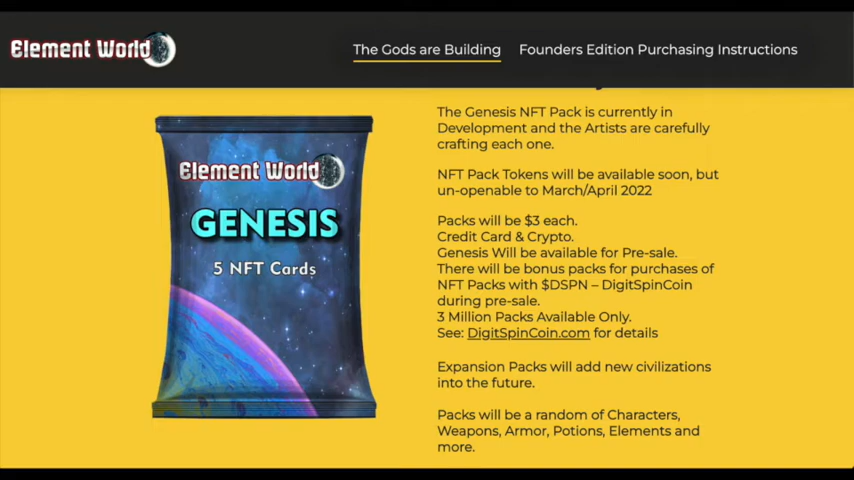 Element World
The Gods are Building
Founders Edition Purchasing Instructions
Element World
GENESIS
5 NFT Cards
The Genesis NFT Pack is currently in
Development and the Artists are carefully
crafting each one.
NFT Pack Tokens will be available soon, but
un-openable to March/April 2022
Packs will be $3 each.
Credit Card & Crypto.
Genesis Will be available for Pre-sale.
There will be bonus packs for purchases of
NFT Packs with $DSPN – DigitSpinCoin
during pre-sale.
3 Million Packs Available Only.
See: DigitSpinCoin.com for details
Expansion Packs will add new civilizations
into the future.
Packs will be a random of Characters,
Weapons, Armor, Potions, Elements and
more.